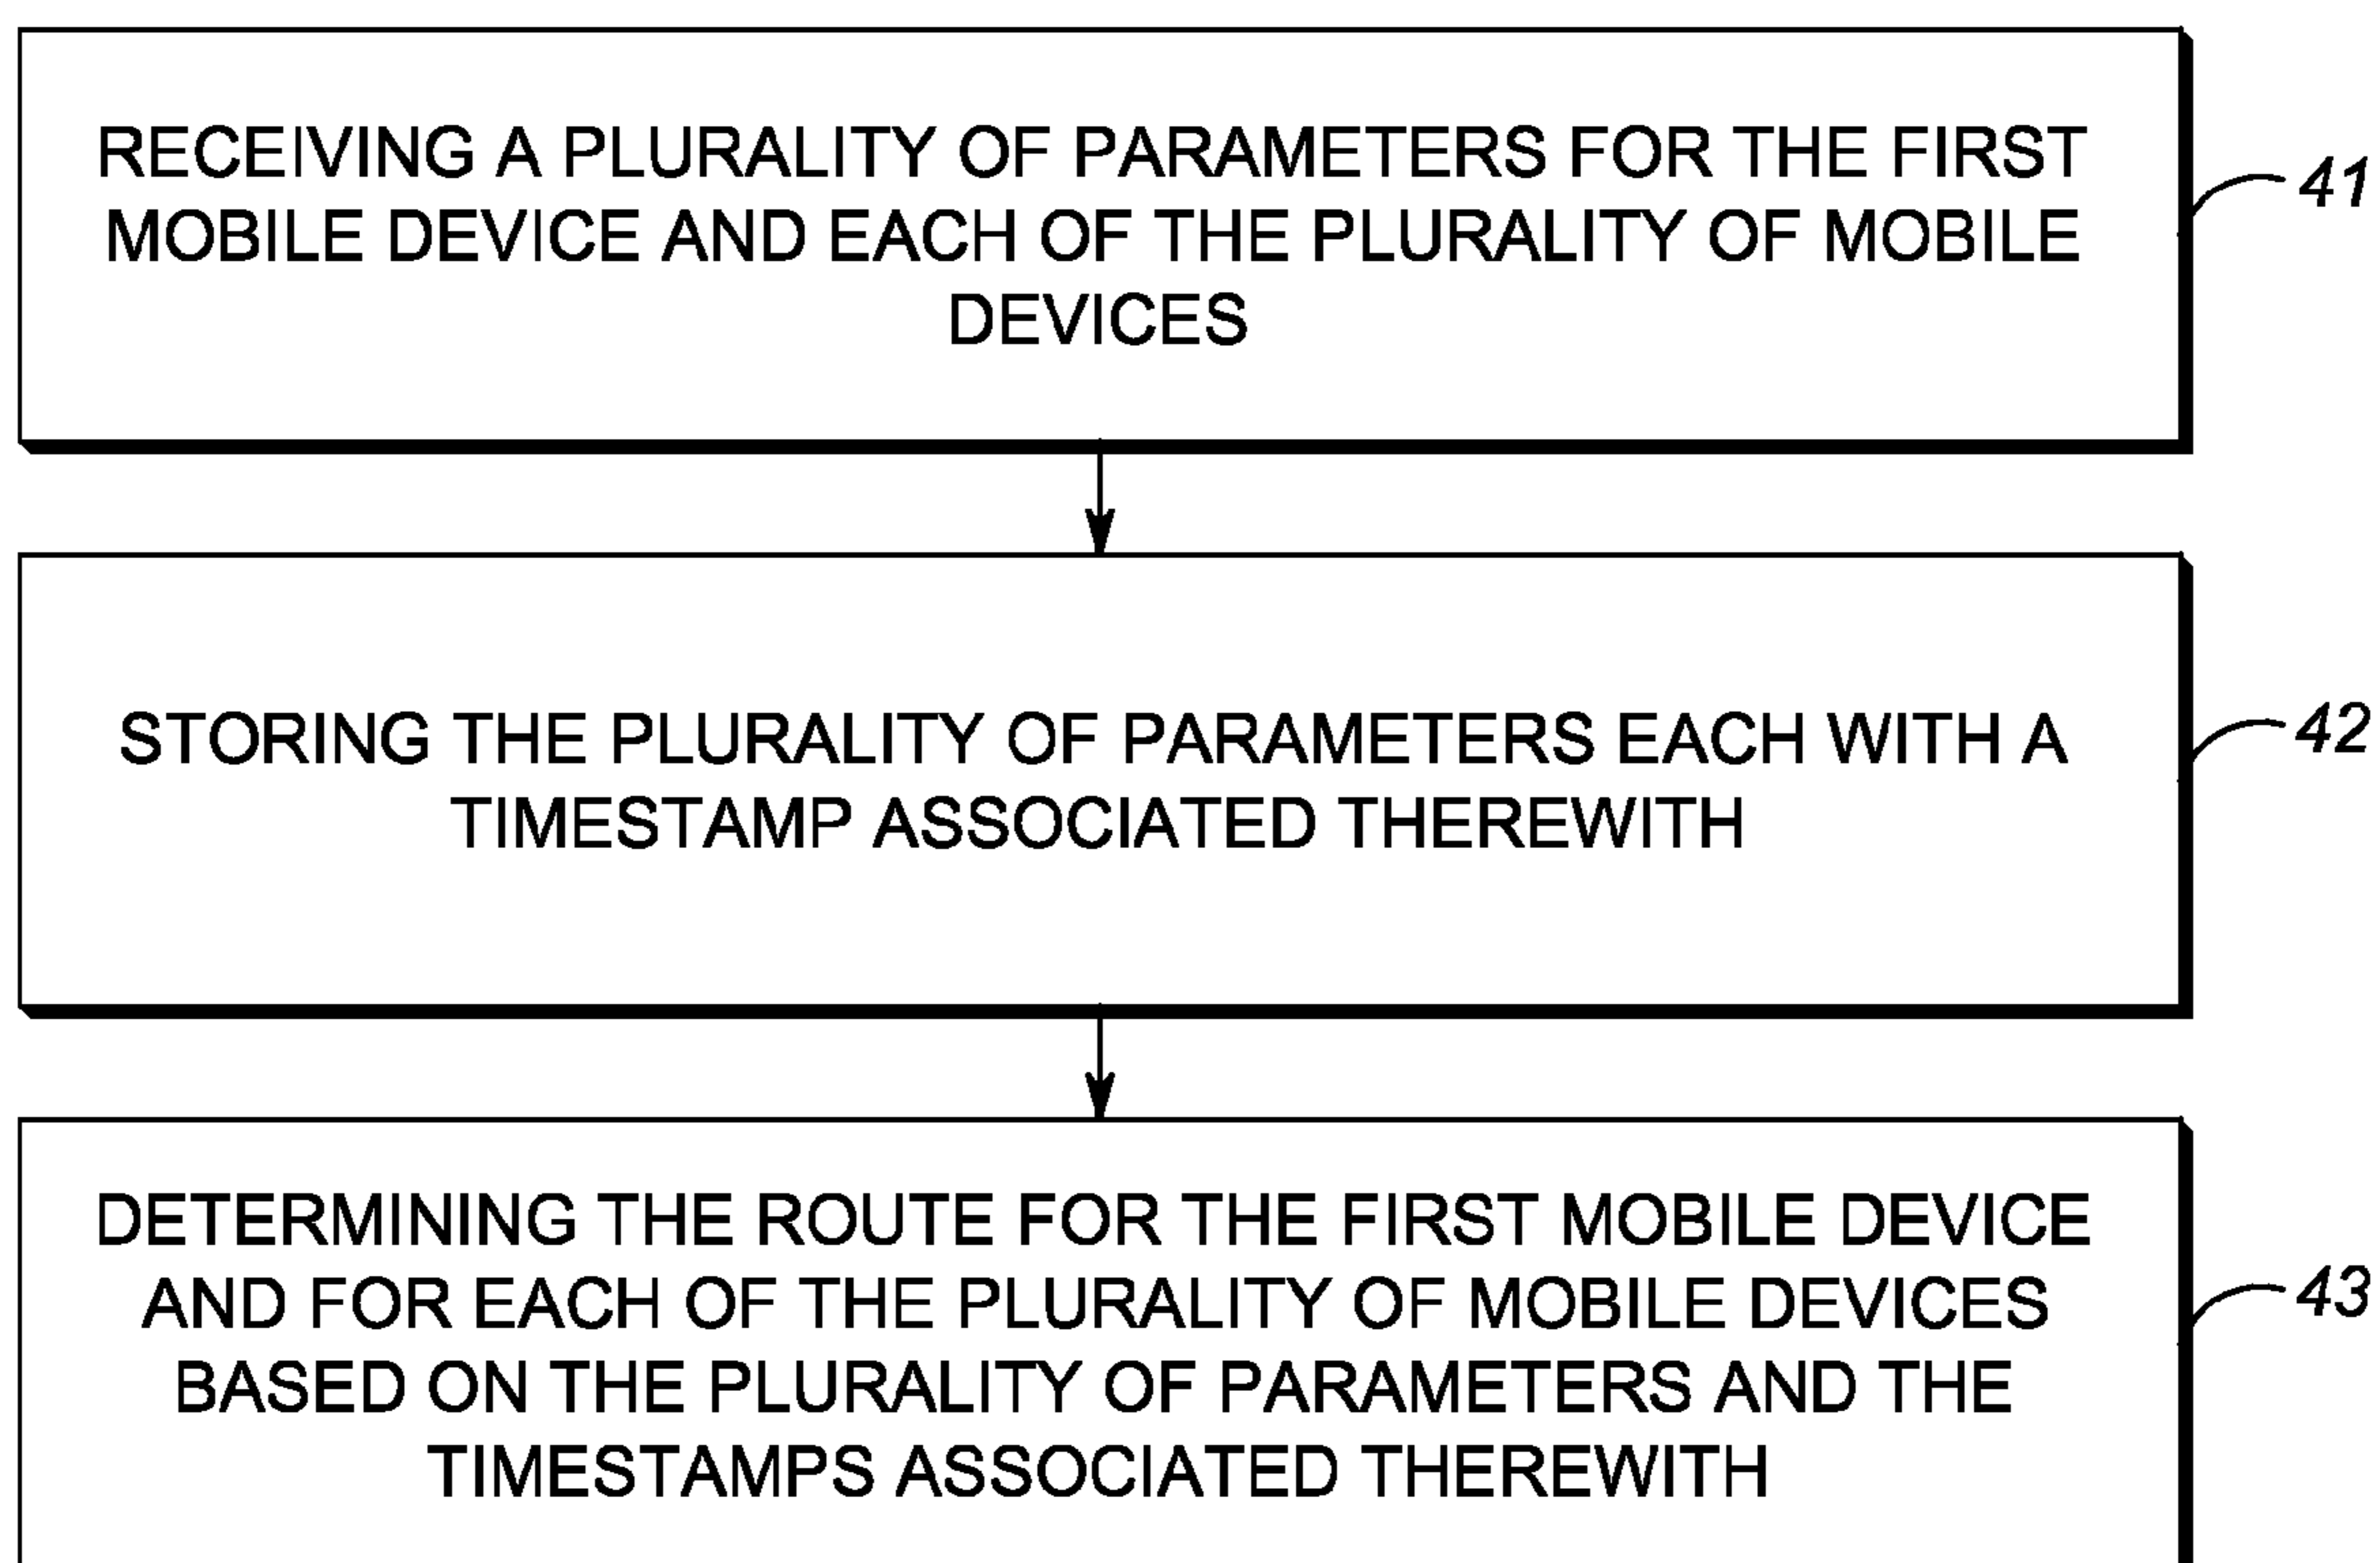 RECEIVING A PLURALITY OF PARAMETERS FOR THE FIRST
MOBILE DEVICE AND EACH OF THE PLURALITY OF MOBILE
DEVICES
41
STORING THE PLURALITY OF PARAMETERS EACH WITH A
TIMESTAMP ASSOCIATED THEREWITH
42
DETERMINING THE ROUTE FOR THE FIRST MOBILE DEVICE
AND FOR EACH OF THE PLURALITY OF MOBILE DEVICES
BASED ON THE PLURALITY OF PARAMETERS AND THE
TIMESTAMPS ASSOCIATED THEREWITH
43